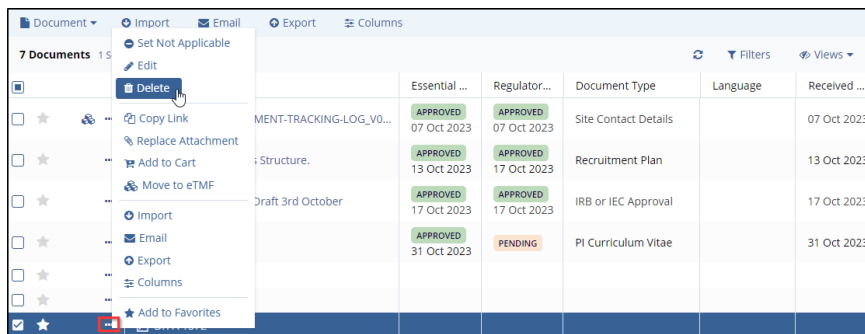 Document Import Email Export Columns
7 Documents 1 S Filters Views
Set Not Applicable
Edit
Delete
Copy Link
Replace Attachment
Add to Cart
Move to eTMF
Import
Email
Export
Columns
Add to Favorites
Essential ... Regulator... Document Type Language Received ...
MENT-TRACKING-LOG_V0... APPROVED APPROVED Site Contact Details 07 Oct 2023
07 Oct 2023 07 Oct 2023
s Structure. APPROVED APPROVED Recruitment Plan 13 Oct 2023
13 Oct 2023 17 Oct 2023
Draft 3rd October APPROVED APPROVED IRB or IEC Approval 17 Oct 2023
17 Oct 2023 17 Oct 2023
APPROVED PENDING PI Curriculum Vitae 31 Oct 2023
31 Oct 2023